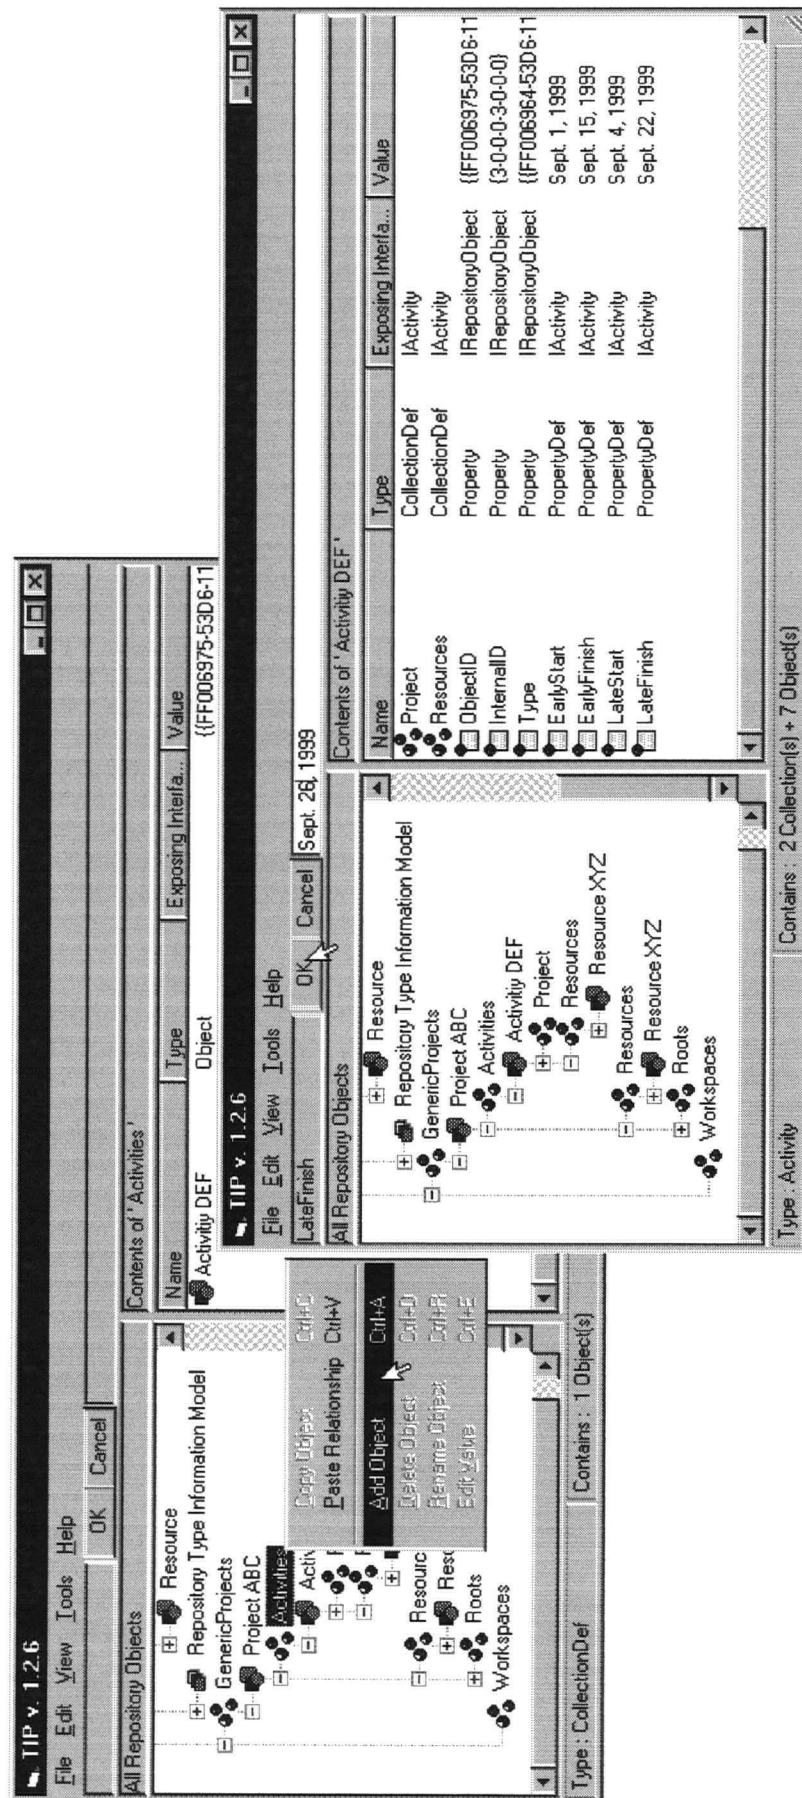 TIP v. 1.2.6
File Edit View Tools Help
OK Cancel
All Repository Objects
Contents of 'Activities'
Name Type Exposing Interfa... Value
Activitiy DEF Object {{FF006975-53D6-11
Resource
Repository Type Information Model
GenericProjects
Project ABC
Activities
Activ
Resourc
Resc
Roots
Workspaces
Copy Object Ctrl+C
Paste Relationship Ctrl+V
Add Object Ctrl+A
Delete Object Ctrl+D
Rename Object Ctrl+R
Edit Value Ctrl+E
Type : CollectionDef Contains : 1 Object(s)
TIP v. 1.2.6
File Edit View Tools Help
LateFinish OK Cancel Sept. 26, 1999
All Repository Objects
Contents of 'Activitiy DEF'
Resource
Repository Type Information Model
GenericProjects
Project ABC
Activities
Activitiy DEF
Project
Resources
Resource XYZ
Resources
Resource XYZ
Roots
Workspaces
Name Type Exposing Interfa... Value
Project CollectionDef IActivity
Resources CollectionDef IActivity
ObjectID Property IRepositoryObject {{FF006975-53D6-11
InternalID Property IRepositoryObject {3-0-0-0-3-0-0-0}
Type Property IRepositoryObject {{FF006964-53D6-11
EarlyStart PropertyDef IActivity Sept. 1, 1999
EarlyFinish PropertyDef IActivity Sept. 15, 1999
LateStart PropertyDef IActivity Sept. 4, 1999
LateFinish PropertyDef IActivity Sept. 22, 1999
Type : Activity Contains : 2 Collection(s) + 7 Object(s)